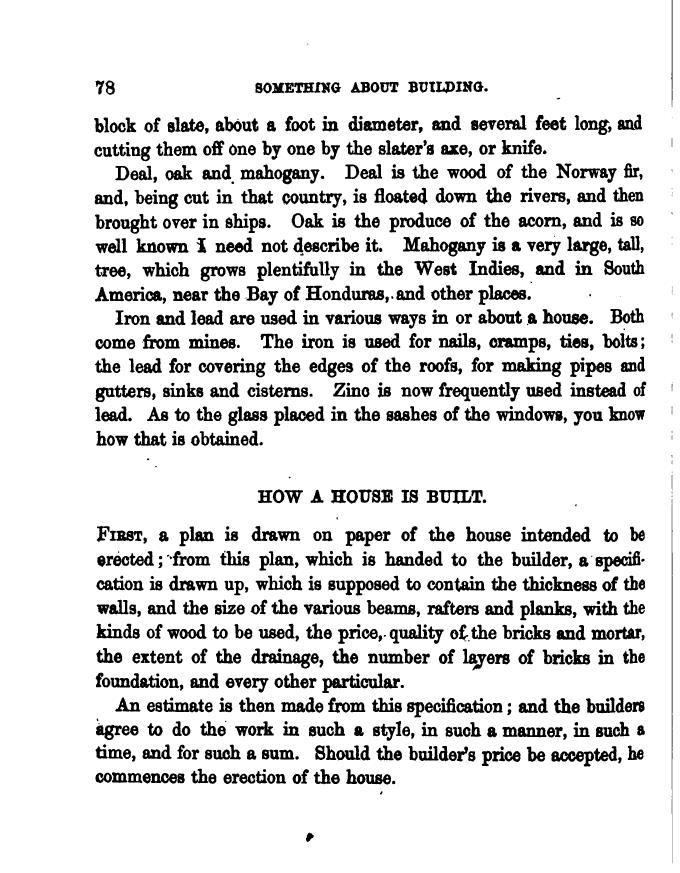 78 SOMETHING ABOUT BUILDING.
block of slate, about a foot in diameter, and several feet long, and
cutting them off one by one by the slater's axe, or knife.
Deal, oak and mahogany. Deal is the wood of the Norway fir,
and, being cut in that country, is floated down the rivers, and then
brought over in ships. Oak is the produce of the acorn, and is so
well known I need not describe it. Mahogany is a very large, tall,
tree, which grows plentifully in the West Indies, and in South
America, near the Bay of Honduras, and other places.
Iron and lead are used in various ways in or about a house. Both
come from mines. The iron is used for nails, cramps, ties, bolts;
the lead for covering the edges of the roofs, for making pipes and
gutters, sinks and cisterns. Zinc is now frequently used instead of
lead. As to the glass placed in the sashes of the windows, you know
how that is obtained.
HOW A HOUSE IS BUILT.
FIRST, a plan is drawn on paper of the house intended to be
erected; from this plan, which is handed to the builder, a specifi-
cation is drawn up, which is supposed to contain the thickness of the
walls, and the size of the various beams, rafters and planks, with the
kinds of wood to be used, the price, quality of the bricks and mortar,
the extent of the drainage, the number of layers of bricks in the
foundation, and every other particular.
An estimate is then made from this specification; and the builders
agree to do the work in such a style, in such a manner, in such a
time, and for such a sum. Should the builder's price be accepted, he
commences the erection of the house.